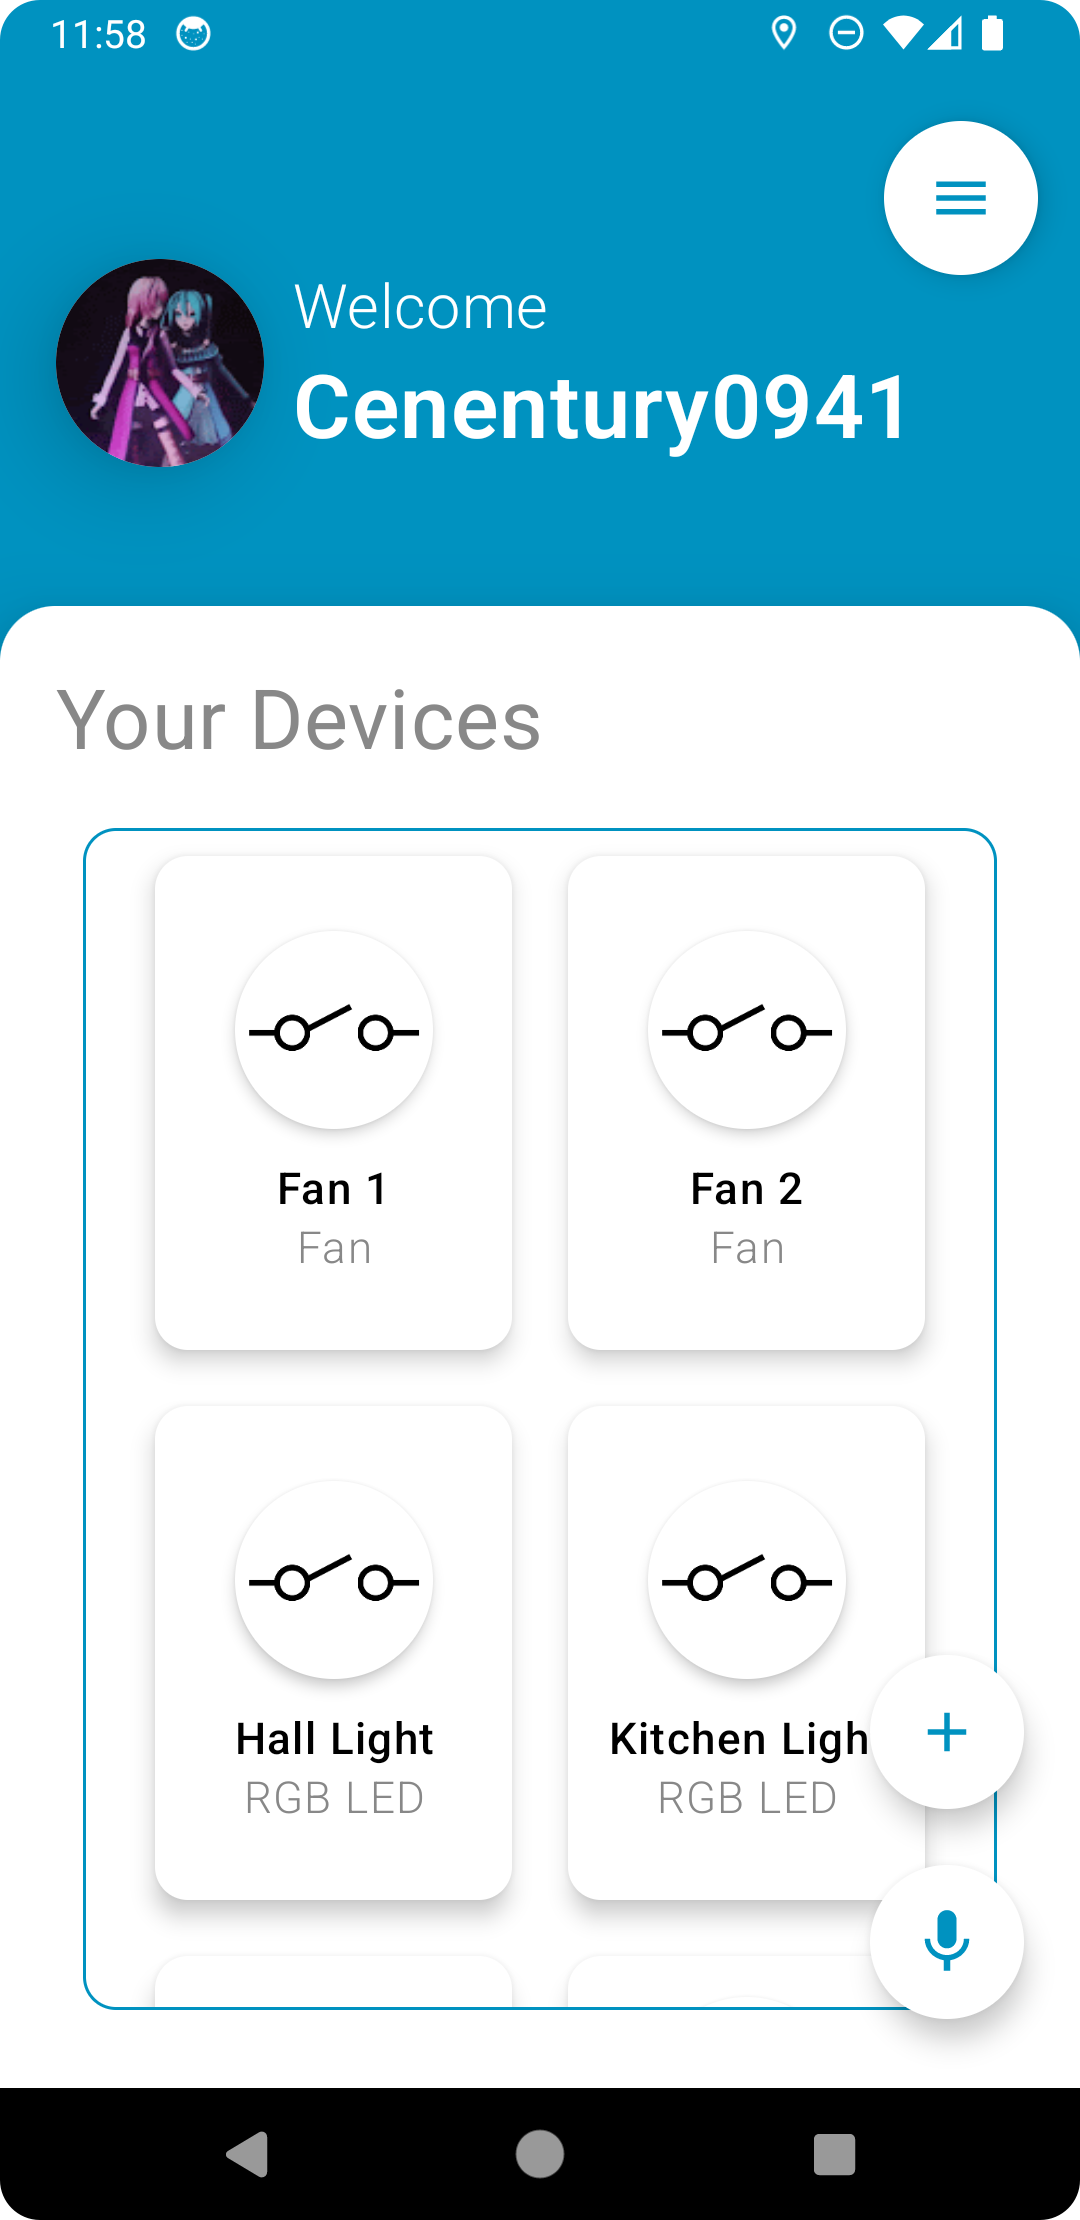 11:58
Welcome
Cenentury0941
Your Devices
Fan 1
Fan
Fan 2
Fan
Hall Light
RGB LED
Kitchen Ligh
RGB LED